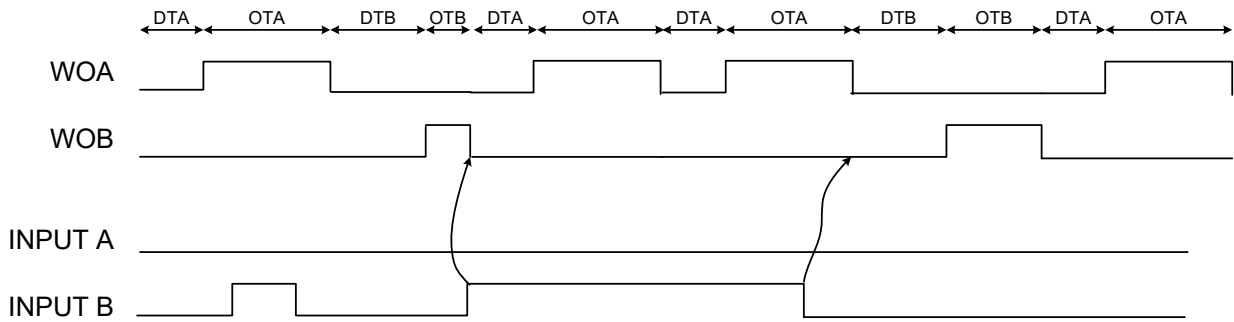 DTA OTA DTB OTB DTA OTA DTA OTA DTB OTB DTA OTA
WOA
WOB
INPUT A
INPUT B